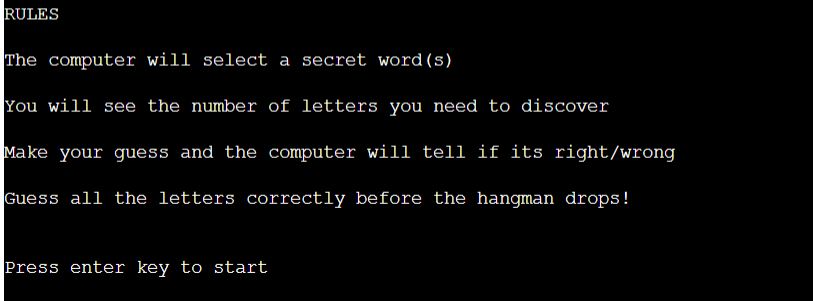 RULES
The computer will select a secret word(s)
You will see the number of letters you need to discover
Make your guess and the computer will tell if its right/wrong
Guess all the letters correctly before the hangman drops!
Press enter key to start